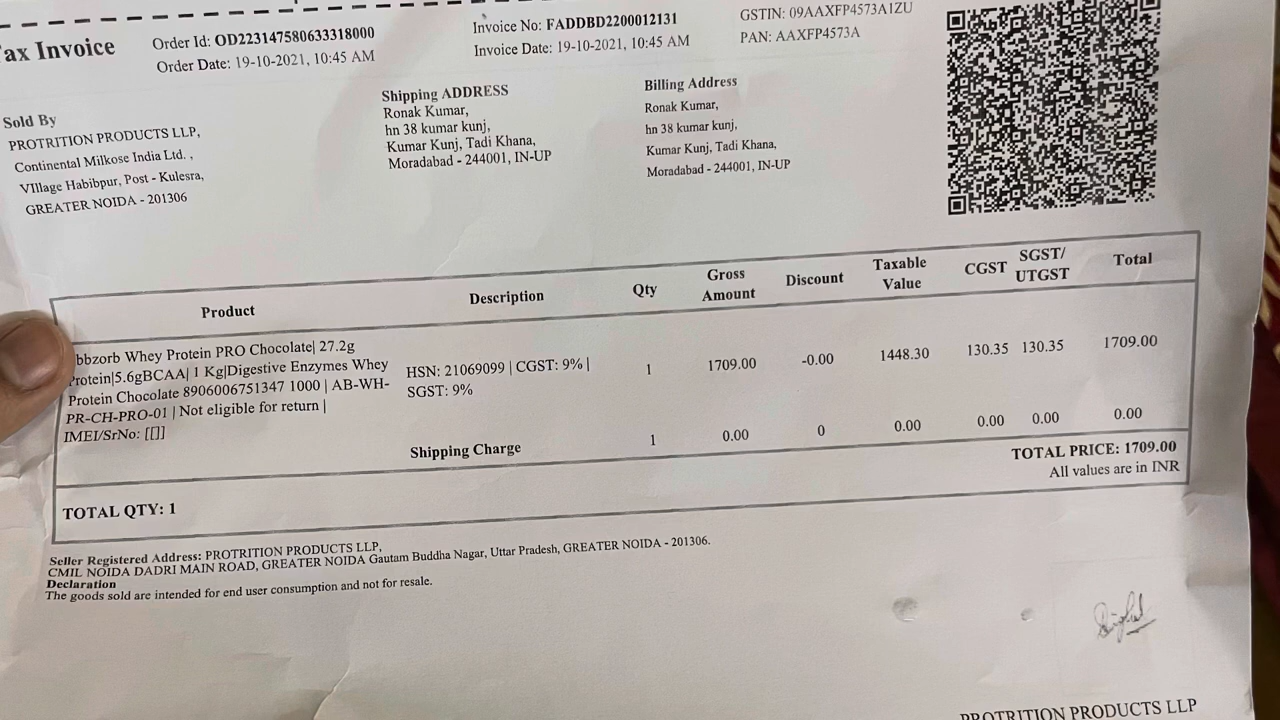 ax Invoice
Order Id: OD223147580633318000
Order Date: 19-10-2021, 10:45 AM
Invoice No: FADDBD2200012131
Invoice Date: 19-10-2021, 10:45 AM
GSTIN: 09AAXFP4573A1ZU
PAN: AAXFP4573A
Sold By
PROTRITION PRODUCTS LLP,
Continental Milkose India Ltd. ,
VIllage Habibpur, Post - Kulesra,
GREATER NOIDA - 201306
Shipping ADDRESS
Ronak Kumar,
hn 38 kumar kunj,
Kumar Kunj, Tadi Khana,
Moradabad - 244001, IN-UP
Billing Address
Ronak Kumar,
hn 38 kumar kunj,
Kumar Kunj, Tadi Khana,
Moradabad - 244001, IN-UP
Product Description Qty Gross Amount Discount Taxable Value CGST SGST/ UTGST Total
bbzorb Whey Protein PRO Chocolate| 27.2g
Protein|5.6gBCAA| 1 Kg|Digestive Enzymes Whey
Protein Chocolate 8906006751347 1000 | AB-WH-
PR-CH-PRO-01 | Not eligible for return |
IMEI/SrNo: [[]]
HSN: 21069099 | CGST: 9% |
SGST: 9%
1 1709.00 -0.00 1448.30 130.35 130.35 1709.00
Shipping Charge 1 0.00 0 0.00 0.00 0.00 0.00
TOTAL QTY: 1
TOTAL PRICE: 1709.00
All values are in INR
Seller Registered Address: PROTRITION PRODUCTS LLP,
CMIL NOIDA DADRI MAIN ROAD, GREATER NOIDA Gautam Buddha Nagar, Uttar Pradesh, GREATER NOIDA - 201306.
Declaration
The goods sold are intended for end user consumption and not for resale.
PROTRITION PRODUCTS LLP